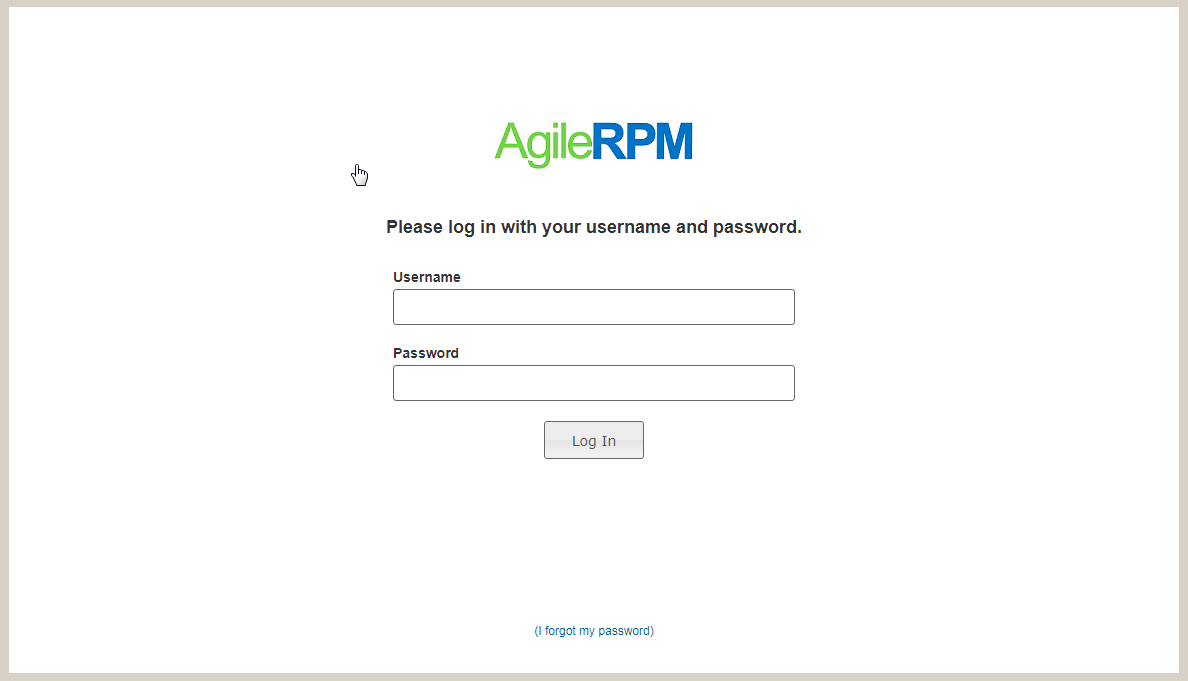 AgileRPM
Please log in with your username and password.
Username
Password
Log In
(I forgot my password)